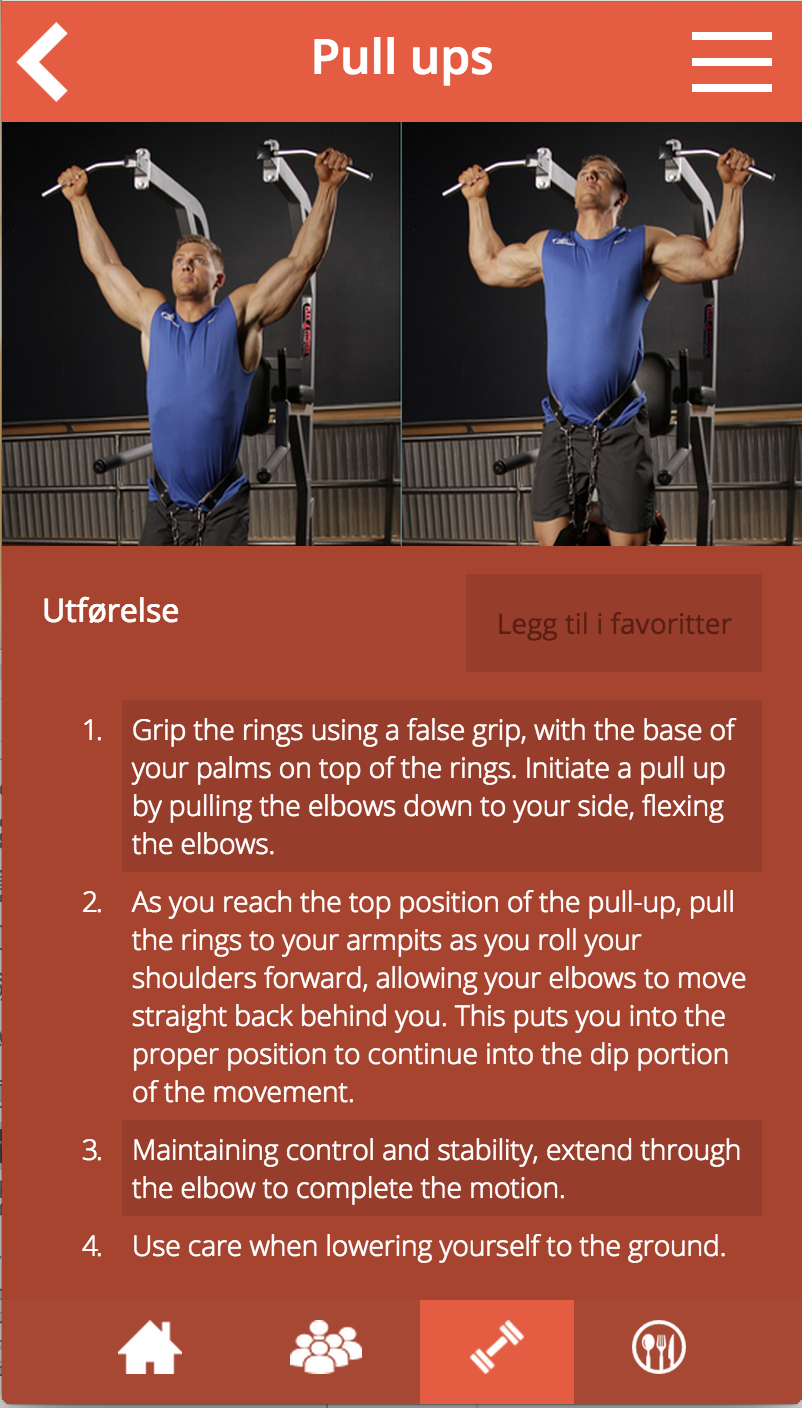 Pull ups
Utførelse
Legg til i favoritter
1. Grip the rings using a false grip, with the base of
your palms on top of the rings. Initiate a pull up
by pulling the elbows down to your side, flexing
the elbows.
2. As you reach the top position of the pull-up, pull
the rings to your armpits as you roll your
shoulders forward, allowing your elbows to move
straight back behind you. This puts you into the
proper position to continue into the dip portion
of the movement.
3. Maintaining control and stability, extend through
the elbow to complete the motion.
4. Use care when lowering yourself to the ground.